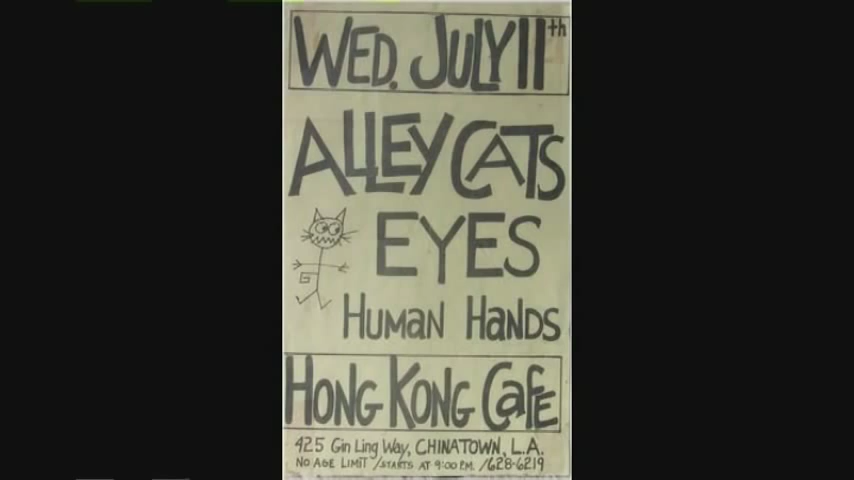 WED. JULY 11th
ALLEY CATS
EYES
G
HUMAN HANDS
HONG KONG CAFE
425 Gin Ling Way, CHINATOWN, L.A.
NO AGE LIMIT / STARTS AT 9:00 P.M. / 628-6219